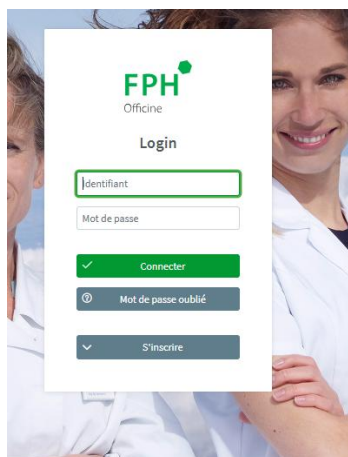 FPH
Officine
Login
Identifiant
Mot de passe
Connecter
Mot de passe oublié
S'inscrire